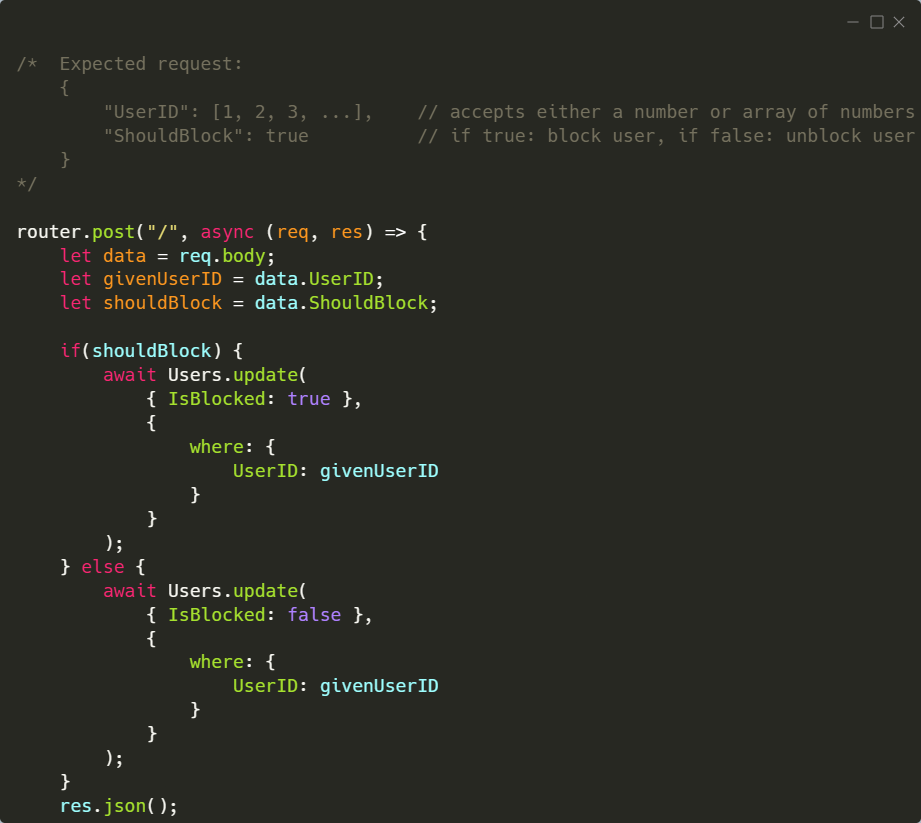 /*  Expected request:
    {
        "UserID": [1, 2, 3, ...],    // accepts either a number or array of numbers
        "ShouldBlock": true          // if true: block user, if false: unblock user
    }
*/

router.post("/", async (req, res) => {
    let data = req.body;
    let givenUserID = data.UserID;
    let shouldBlock = data.ShouldBlock;

    if(shouldBlock) {
        await Users.update(
            { IsBlocked: true },
            {
                where: {
                    UserID: givenUserID
                }
            }
        );
    } else {
        await Users.update(
            { IsBlocked: false },
            {
                where: {
                    UserID: givenUserID
                }
            }
        );
    }
    res.json();